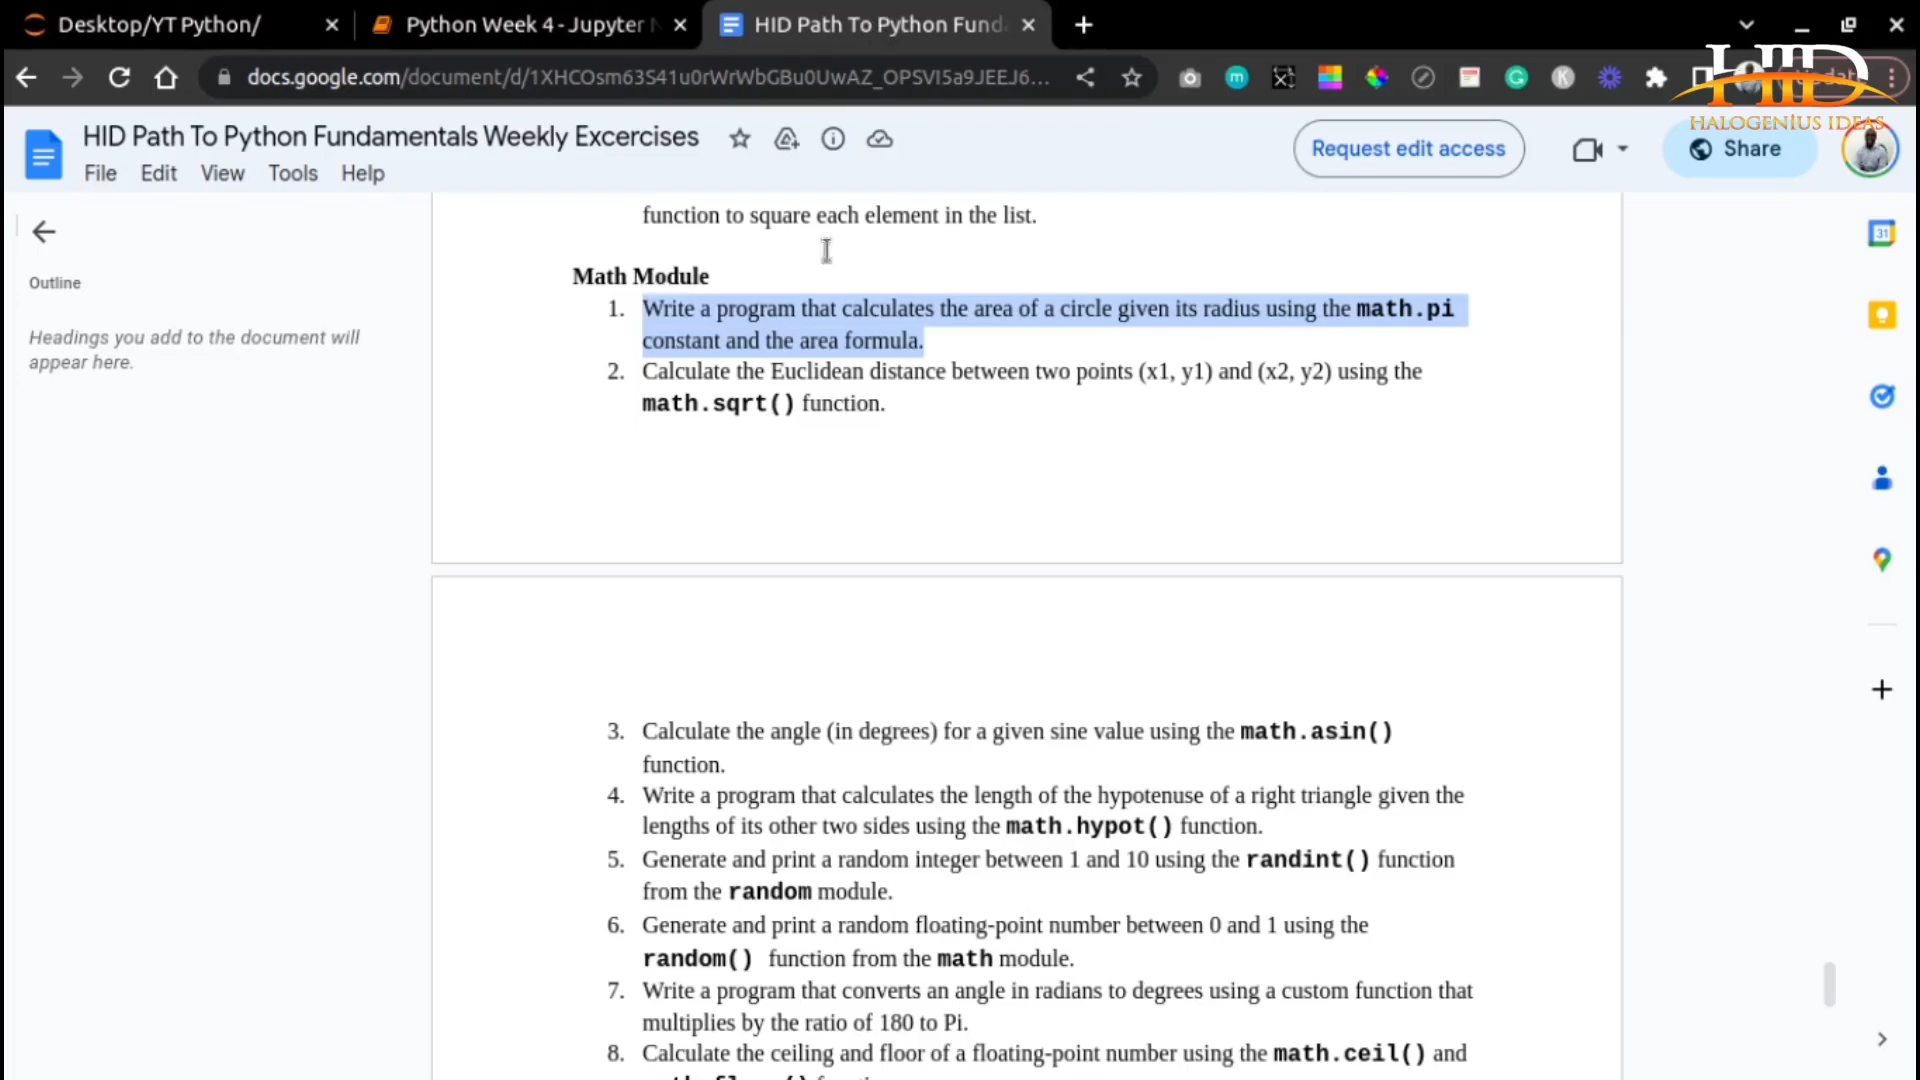 Desktop/YT Python/
Python Week 4 - Jupyter N
HID Path To Python Fund
docs.google.com/document/d/1XHCOsm63S41u0rWrWbGBu0UwAZ_OPSVI5a9JEEJ6...
HID
HALOGENIUS IDEAS
HID Path To Python Fundamentals Weekly Excercises
Request edit access
Share
File Edit View Tools Help
Outline
Headings you add to the document will
appear here.
function to square each element in the list.
Math Module
1. Write a program that calculates the area of a circle given its radius using the math.pi
constant and the area formula.
2. Calculate the Euclidean distance between two points (x1, y1) and (x2, y2) using the
math.sqrt() function.
3. Calculate the angle (in degrees) for a given sine value using the math.asin()
function.
4. Write a program that calculates the length of the hypotenuse of a right triangle given the
lengths of its other two sides using the math.hypot() function.
5. Generate and print a random integer between 1 and 10 using the randint() function
from the random module.
6. Generate and print a random floating-point number between 0 and 1 using the
random() function from the math module.
7. Write a program that converts an angle in radians to degrees using a custom function that
multiplies by the ratio of 180 to Pi.
8. Calculate the ceiling and floor of a floating-point number using the math.ceil() and